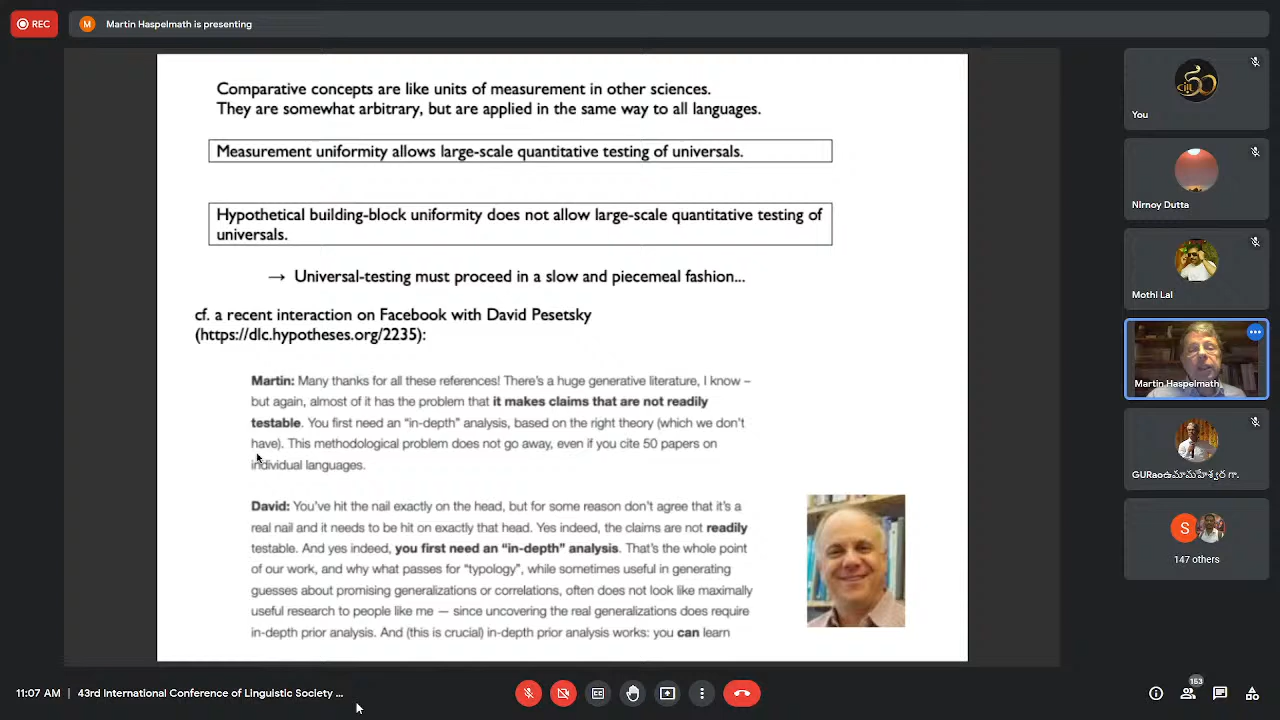 REC
M
Martin Haspelmath is presenting
Comparative concepts are like units of measurement in other sciences.
They are somewhat arbitrary, but are applied in the same way to all languages.
Measurement uniformity allows large-scale quantitative testing of universals.
Hypothetical building-block uniformity does not allow large-scale quantitative testing of
universals.
→ Universal-testing must proceed in a slow and piecemeal fashion...
cf. a recent interaction on Facebook with David Pesetsky
(https://dlc.hypotheses.org/2235):
Martin: Many thanks for all these references! There's a huge generative literature, I know –
but again, almost of it has the problem that it makes claims that are not readily
testable. You first need an "in-depth" analysis, based on the right theory (which we don't
have). This methodological problem does not go away, even if you cite 50 papers on
individual languages.
David: You've hit the nail exactly on the head, but for some reason don't agree that it's a
real nail and it needs to be hit on exactly that head. Yes indeed, the claims are not readily
testable. And yes indeed, you first need an "in-depth" analysis. That's the whole point
of our work, and why what passes for "typology", while sometimes useful in generating
guesses about promising generalizations or correlations, often does not look like maximally
useful research to people like me — since uncovering the real generalizations does require
in-depth prior analysis. And (this is crucial) in-depth prior analysis works: you can learn
You
Nirnoy Dutta
Mothi Lal
Martin Haspelmath
S
147 others
11:07 AM | 43rd International Conference of Linguistic Society ...
163